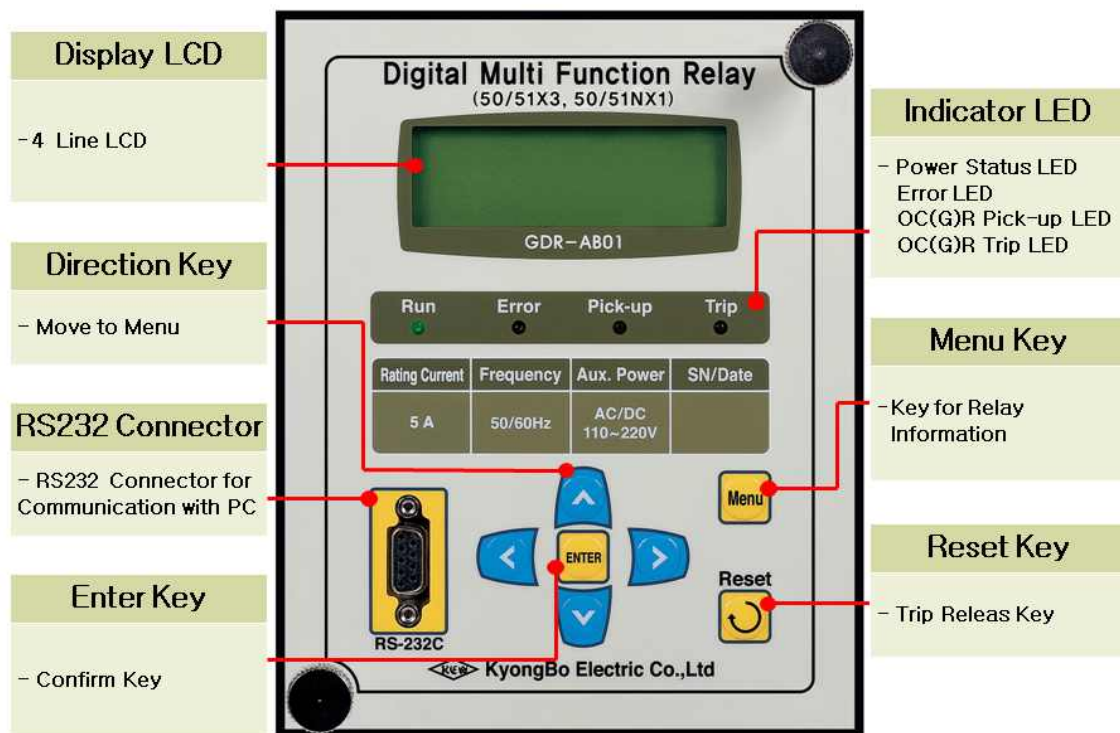 Display LCD
- 4 Line LCD
Direction Key
- Move to Menu
RS232 Connector
- RS232 Connector for
Communication with PC
Enter Key
- Confirm Key
Digital Multi Function Relay
(50/51X3, 50/51NX1)
GDR-AB01
Run Error Pick-up Trip
Rating Current Frequency Aux. Power SN/Date
5 A 50/60Hz AC/DC
110~220V
Menu
ENTER
Reset
RS-232C
KyongBo Electric Co.,Ltd
Indicator LED
- Power Status LED
Error LED
OC(G)R Pick-up LED
OC(G)R Trip LED
Menu Key
- Key for Relay
Information
Reset Key
- Trip Releas Key